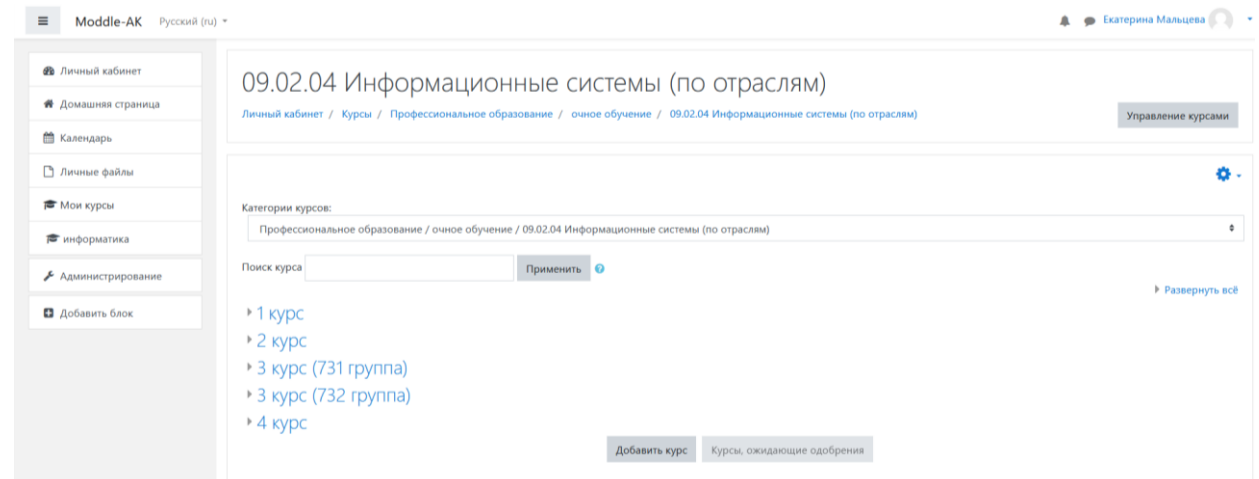 Moddle-AK Русский (ru)
Екатерина Мальцева
Личный кабинет
Домашняя страница
Календарь
Личные файлы
Мои курсы
информатика
Администрирование
Добавить блок
09.02.04 Информационные системы (по отраслям)
Личный кабинет / Курсы / Профессиональное образование / очное обучение / 09.02.04 Информационные системы (по отраслям)
Управление курсами
Категории курсов:
Профессиональное образование / очное обучение / 09.02.04 Информационные системы (по отраслям)
Поиск курса
Применить
Развернуть всё
1 курс
2 курс
3 курс (731 группа)
3 курс (732 группа)
4 курс
Добавить курс
Курсы, ожидающие одобрения